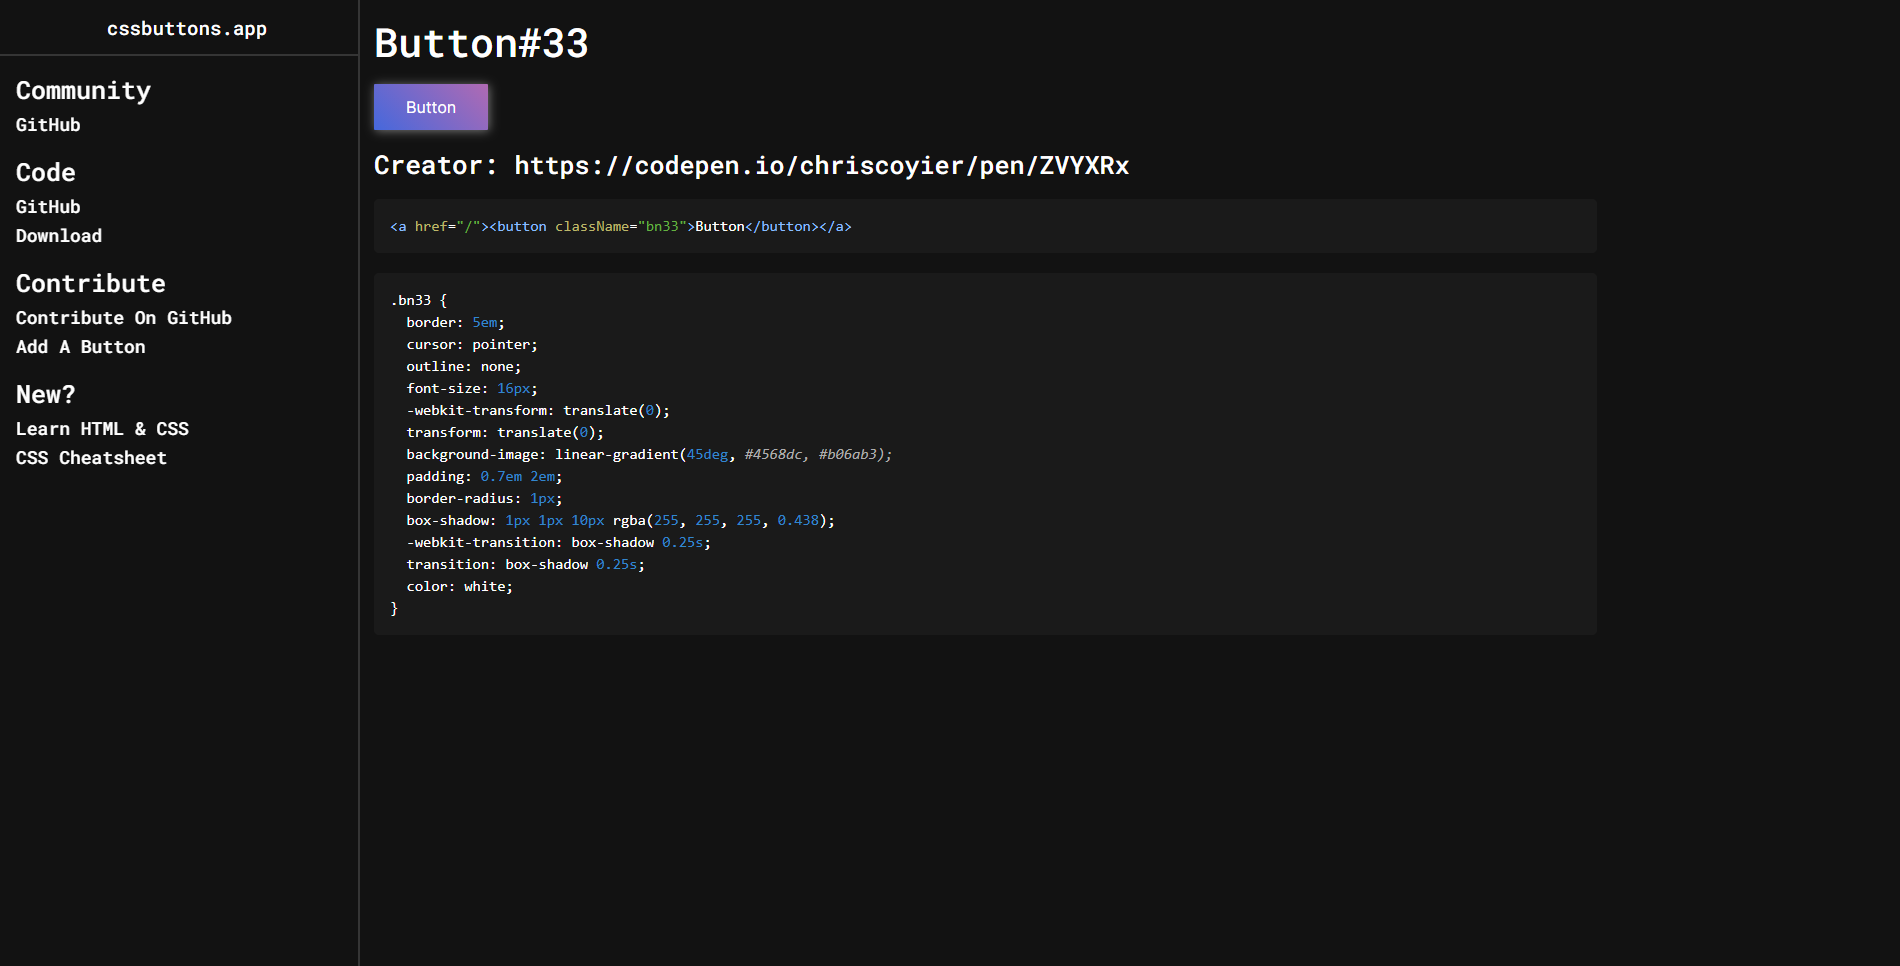 cssbuttons.app
Community
GitHub
Code
GitHub
Download
Contribute
Contribute On GitHub
Add A Button
New?
Learn HTML & CSS
CSS Cheatsheet
Button#33
Button
Creator: https://codepen.io/chriscoyier/pen/ZVYXRx
<a href="/"><button className="bn33">Button</button></a>
.bn33 {
  border: 5em;
  cursor: pointer;
  outline: none;
  font-size: 16px;
  -webkit-transform: translate(0);
  transform: translate(0);
  background-image: linear-gradient(45deg, #4568dc, #b06ab3);
  padding: 0.7em 2em;
  border-radius: 1px;
  box-shadow: 1px 1px 10px rgba(255, 255, 255, 0.438);
  -webkit-transition: box-shadow 0.25s;
  transition: box-shadow 0.25s;
  color: white;
}